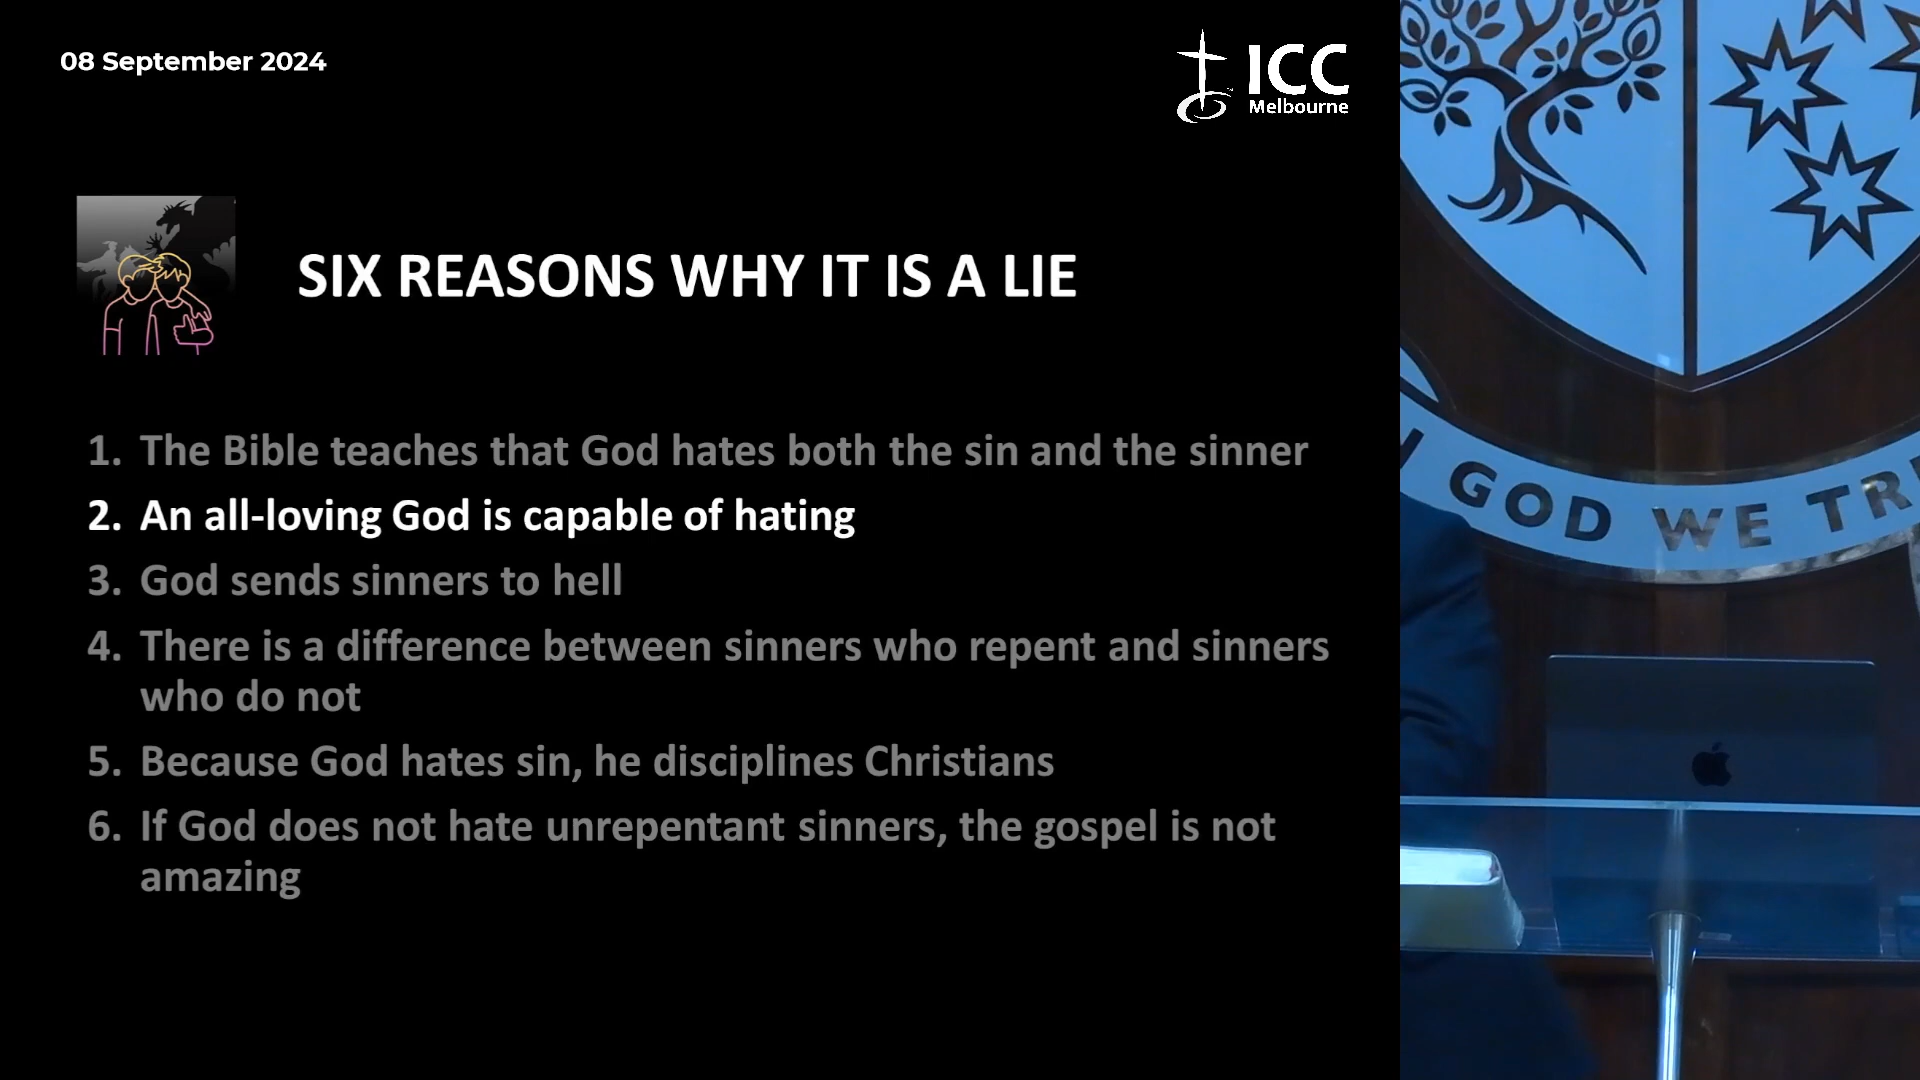 08 September 2024
ICC
Melbourne
SIX REASONS WHY IT IS A LIE
1. The Bible teaches that God hates both the sin and the sinner
2. An all-loving God is capable of hating
3. God sends sinners to hell
4. There is a difference between sinners who repent and sinners
who do not
5. Because God hates sin, he disciplines Christians
6. If God does not hate unrepentant sinners, the gospel is not
amazing
GOD WE